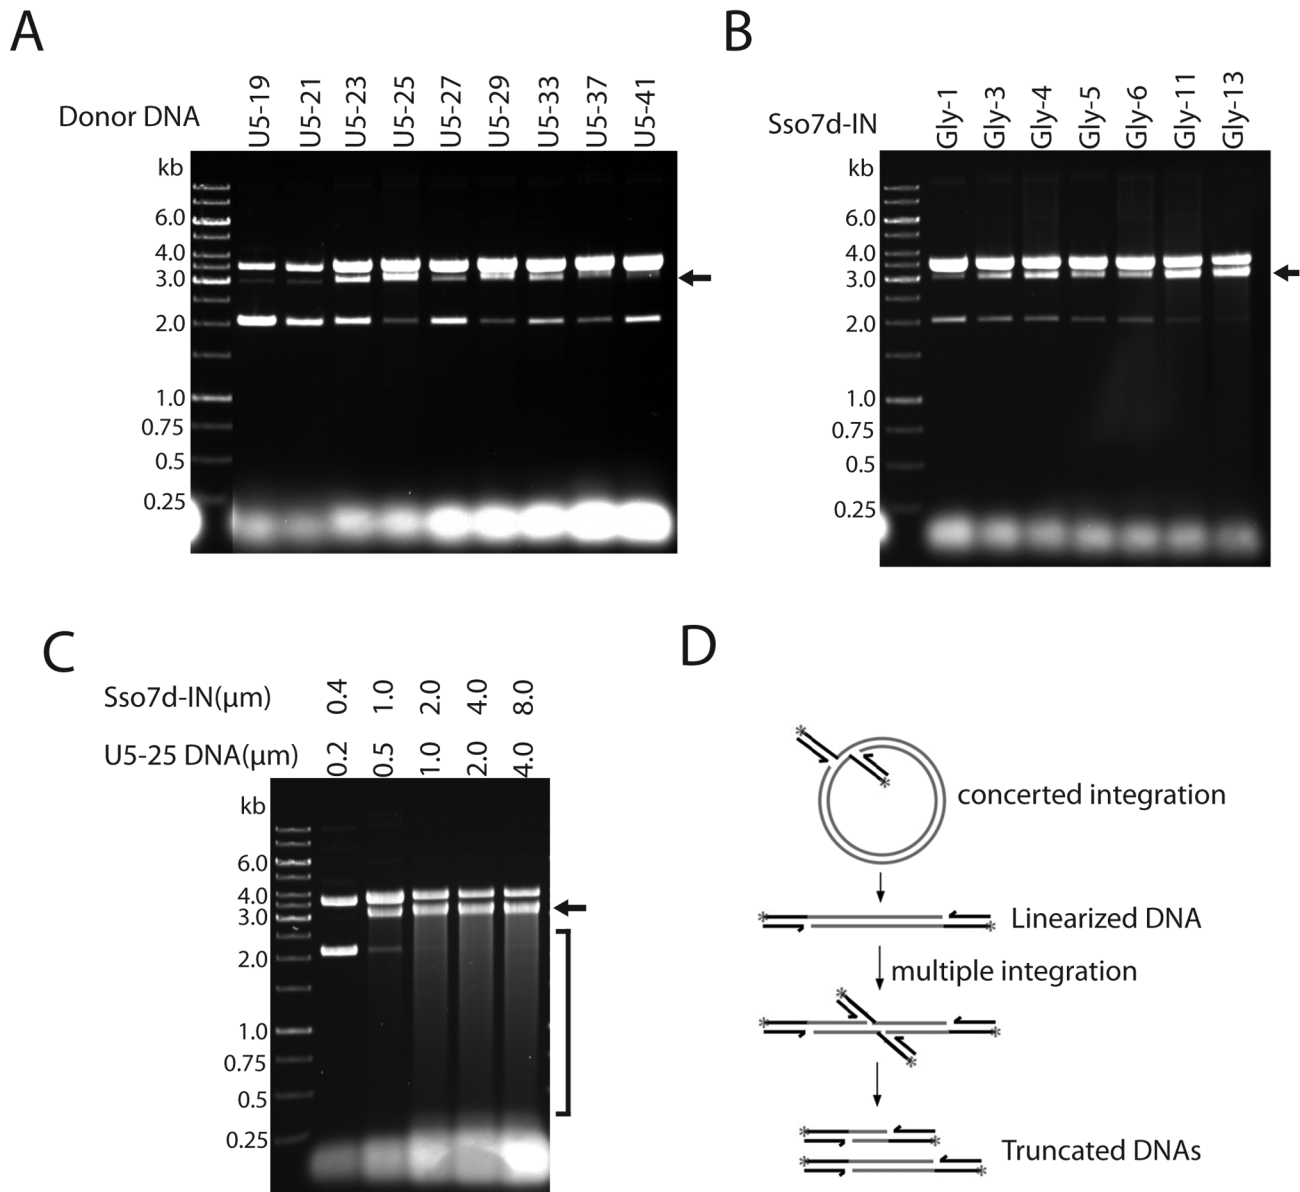 A
Donor DNA
U5-19
U5-21
U5-23
U5-25
U5-27
U5-29
U5-33
U5-37
U5-41
kb
6.0
4.0
3.0
2.0
1.0
0.75
0.5
0.25
B
Sso7d-IN
Gly-1
Gly-3
Gly-4
Gly-5
Gly-6
Gly-11
Gly-13
kb
6.0
4.0
3.0
2.0
1.0
0.75
0.5
0.25
C
Sso7d-IN(μm) 0.4 1.0 2.0 4.0 8.0
U5-25 DNA(μm) 0.2 0.5 1.0 2.0 4.0
kb
6.0
4.0
3.0
2.0
1.0
0.75
0.5
0.25
D
* *
concerted integration
* Linearized DNA
*
multiple integration
*
* *
*
* Truncated DNAs
*
*
*